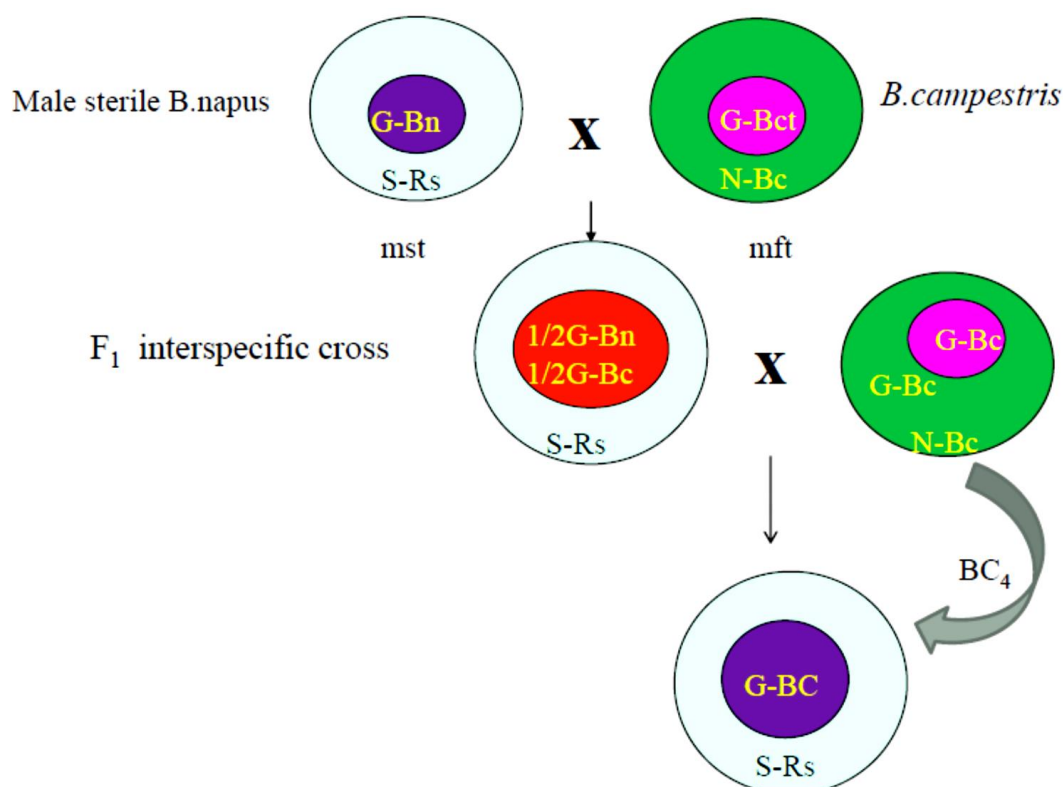 Male sterile B.napus
G-Bn
S-Rs
X
G-Bct
N-Bc
B.campestris
mst
mft
F₁ interspecific cross
1/2G-Bn
1/2G-Bc
S-Rs
X
G-Bc
G-Bc
N-Bc
BC₄
G-BC
S-Rs